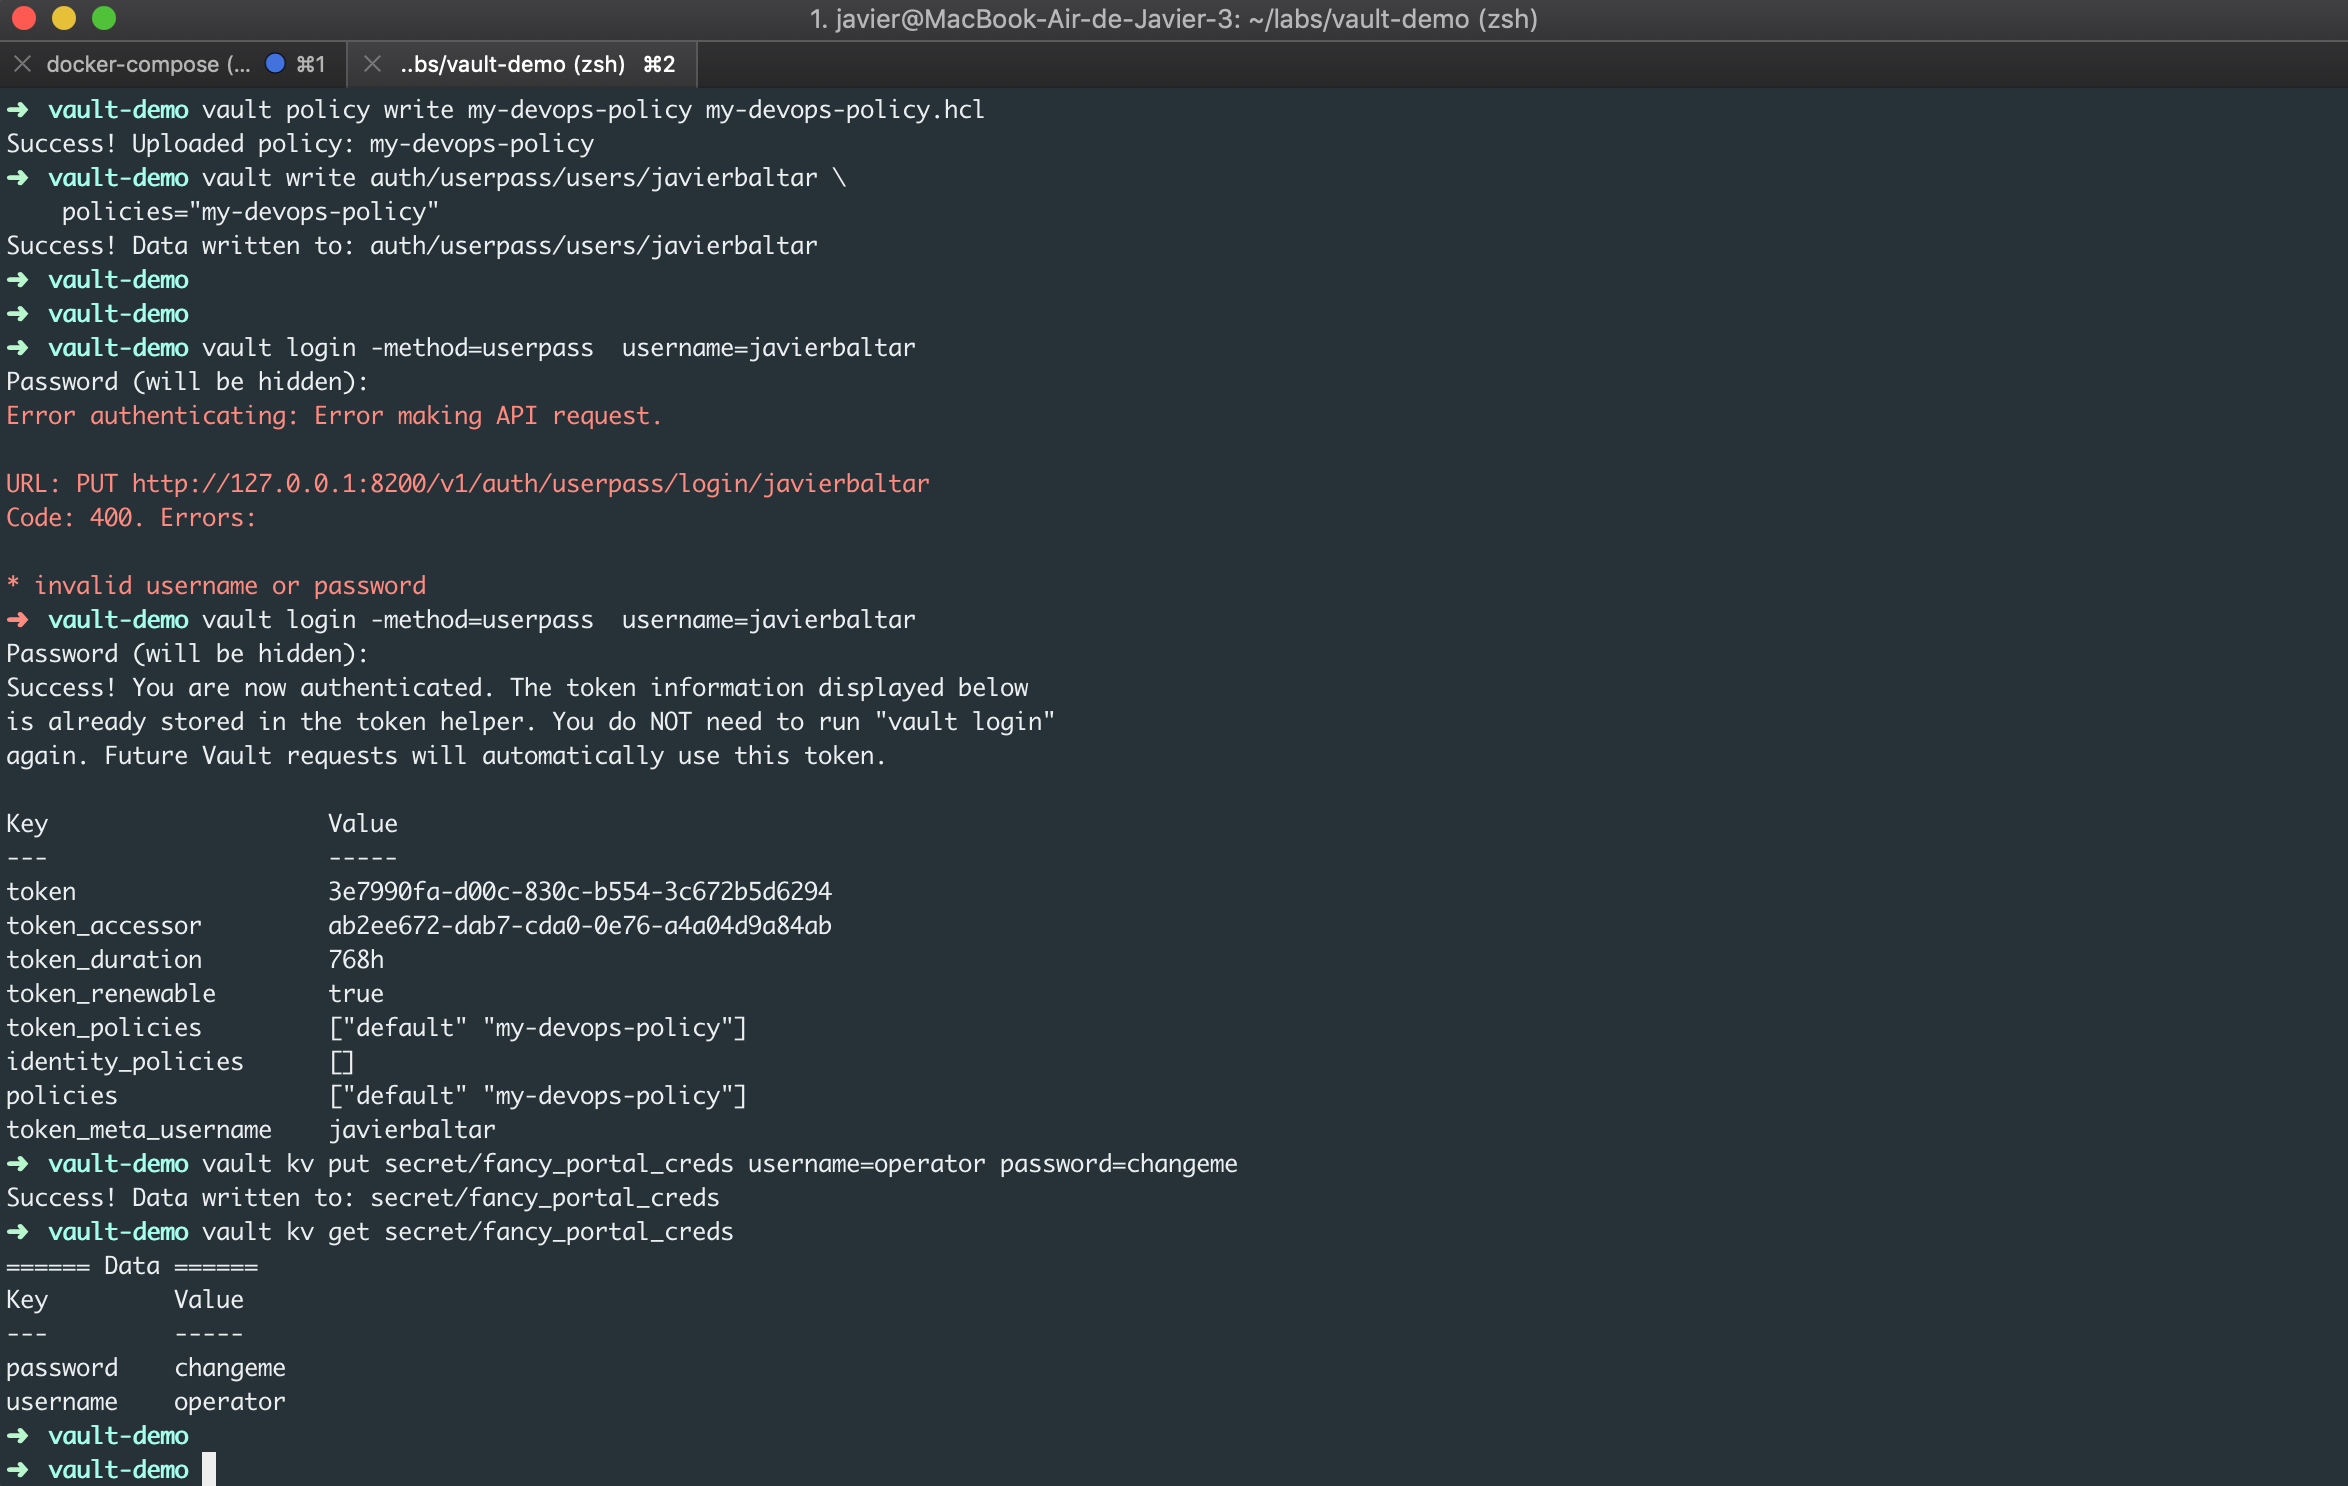 1. javier@MacBook-Air-de-Javier-3: ~/labs/vault-demo (zsh)
docker-compose (... ⌘1 ..bs/vault-demo (zsh) ⌘2
➜ vault-demo vault policy write my-devops-policy my-devops-policy.hcl
Success! Uploaded policy: my-devops-policy
➜ vault-demo vault write auth/userpass/users/javierbaltar \
    policies="my-devops-policy"
Success! Data written to: auth/userpass/users/javierbaltar
➜ vault-demo
➜ vault-demo
➜ vault-demo vault login -method=userpass  username=javierbaltar
Password (will be hidden):
Error authenticating: Error making API request.
URL: PUT http://127.0.0.1:8200/v1/auth/userpass/login/javierbaltar
Code: 400. Errors:
* invalid username or password
➜ vault-demo vault login -method=userpass  username=javierbaltar
Password (will be hidden):
Success! You are now authenticated. The token information displayed below
is already stored in the token helper. You do NOT need to run "vault login"
again. Future Vault requests will automatically use this token.
Key                    Value
---                    -----
token                  3e7990fa-d00c-830c-b554-3c672b5d6294
token_accessor         ab2ee672-dab7-cda0-0e76-a4a04d9a84ab
token_duration         768h
token_renewable        true
token_policies         ["default" "my-devops-policy"]
identity_policies      []
policies               ["default" "my-devops-policy"]
token_meta_username    javierbaltar
➜ vault-demo vault kv put secret/fancy_portal_creds username=operator password=changeme
Success! Data written to: secret/fancy_portal_creds
➜ vault-demo vault kv get secret/fancy_portal_creds
====== Data ======
Key         Value
---         -----
password    changeme
username    operator
➜ vault-demo
➜ vault-demo